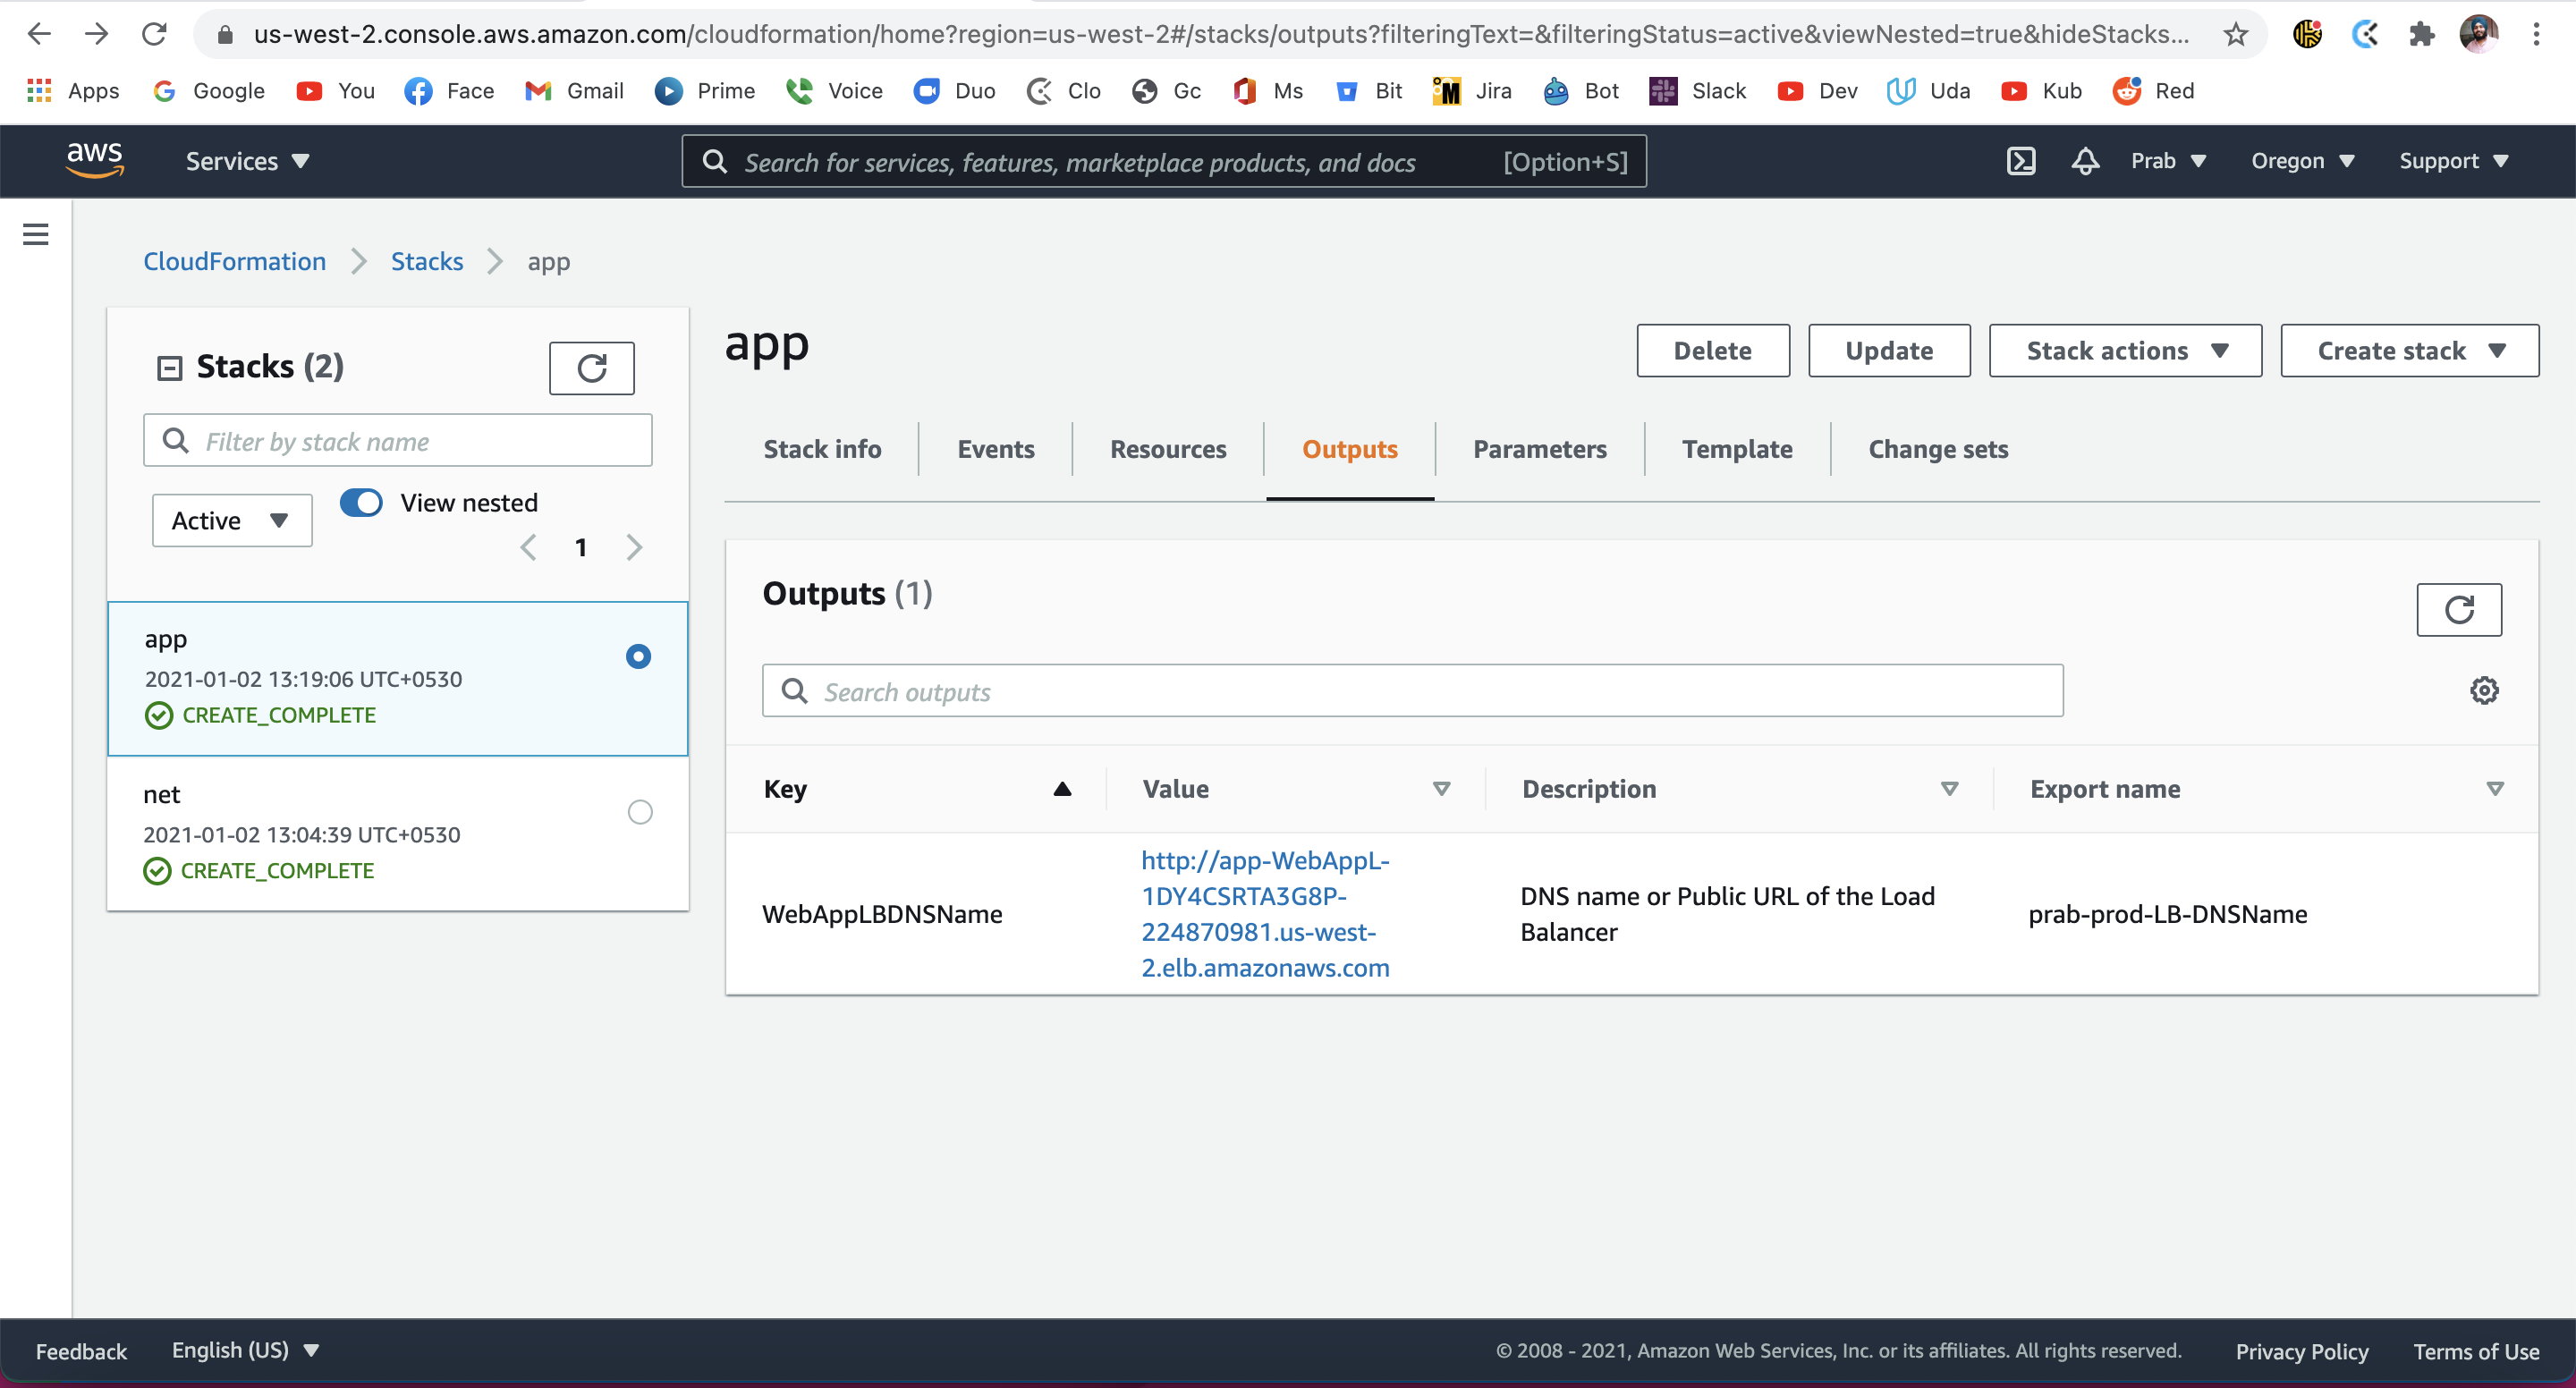 us-west-2.console.aws.amazon.com/cloudformation/home?region=us-west-2#/stacks/outputs?filteringText=&filteringStatus=active&viewNested=true&hideStacks...
Apps Google You Face Gmail Prime Voice Duo Clo Gc Ms Bit Jira Bot Slack Dev Uda Kub Red
aws Services Search for services, features, marketplace products, and docs [Option+S] Prab Oregon Support
CloudFormation Stacks app
Stacks (2)
Filter by stack name
Active View nested
1
app
2021-01-02 13:19:06 UTC+0530
CREATE_COMPLETE
net
2021-01-02 13:04:39 UTC+0530
CREATE_COMPLETE
app Delete Update Stack actions Create stack
Stack info Events Resources Outputs Parameters Template Change sets
Outputs (1)
Search outputs
Key Value Description Export name
WebAppLBDNSName
http://app-WebAppL-
1DY4CSRTA3G8P-
224870981.us-west-
2.elb.amazonaws.com
DNS name or Public URL of the Load
Balancer
prab-prod-LB-DNSName
Feedback English (US) © 2008 - 2021, Amazon Web Services, Inc. or its affiliates. All rights reserved. Privacy Policy Terms of Use